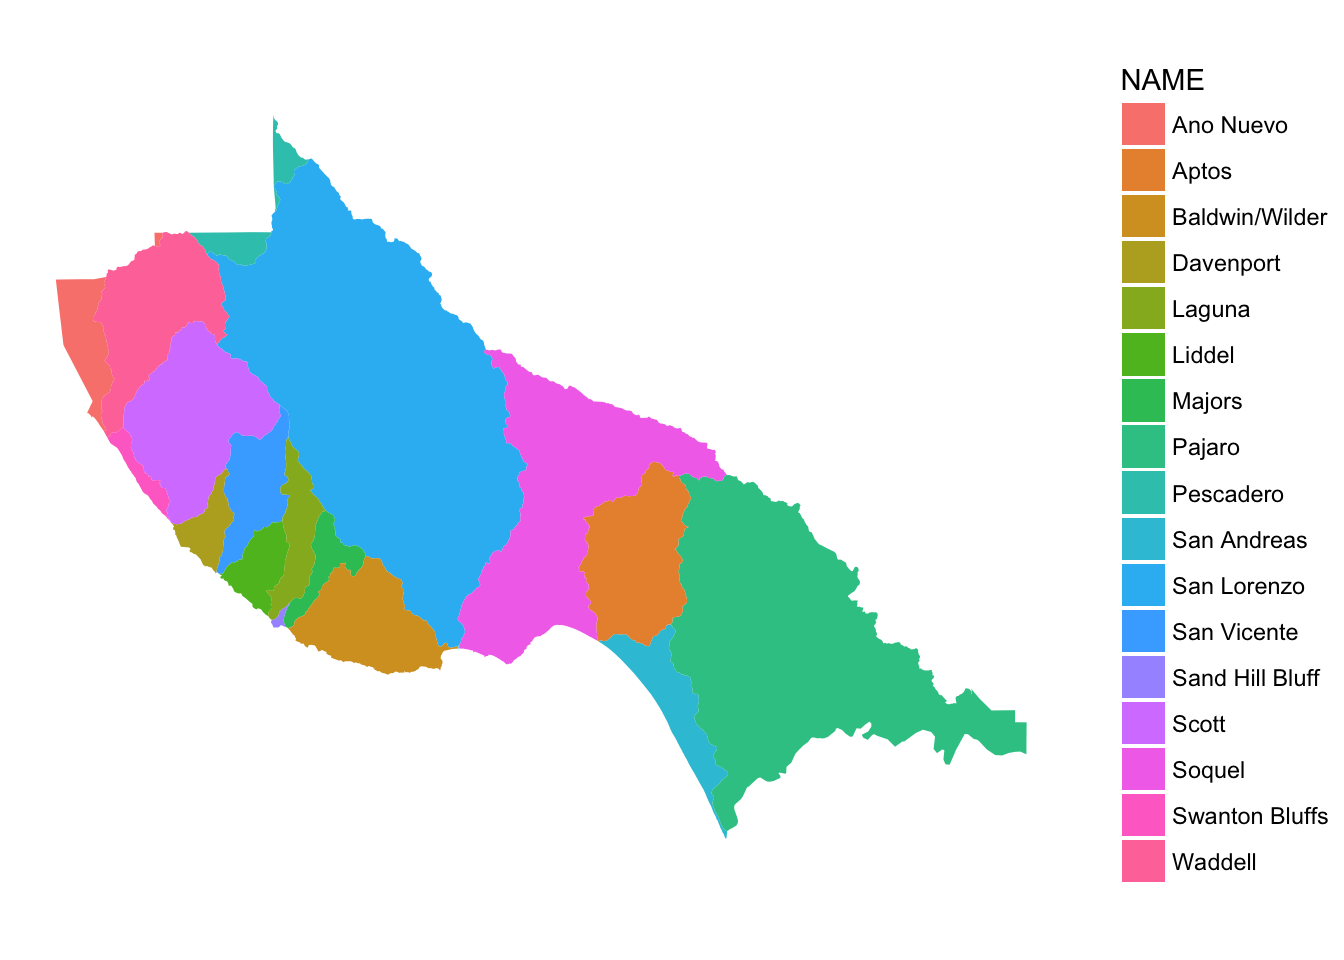 NAME
Ano Nuevo
Aptos
Baldwin/Wilder
Davenport
Laguna
Liddel
Majors
Pajaro
Pescadero
San Andreas
San Lorenzo
San Vicente
Sand Hill Bluff
Scott
Soquel
Swanton Bluffs
Waddell